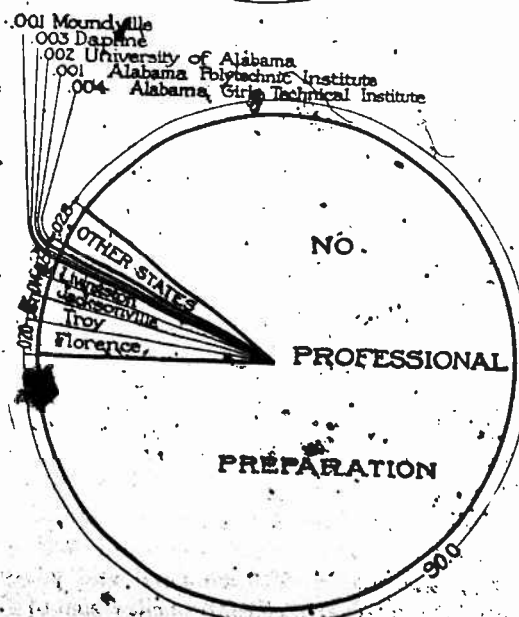 .001 Moundville
.003 Daphne
.002 University of Alabama
.001 Alabama Polytechnic Institute
.004 Alabama Girls Technical Institute
.028
OTHER STATES
Livingston
Jacksonville
Troy
Florence,
.020
NO
PROFESSIONAL
PREPARATION
90.0